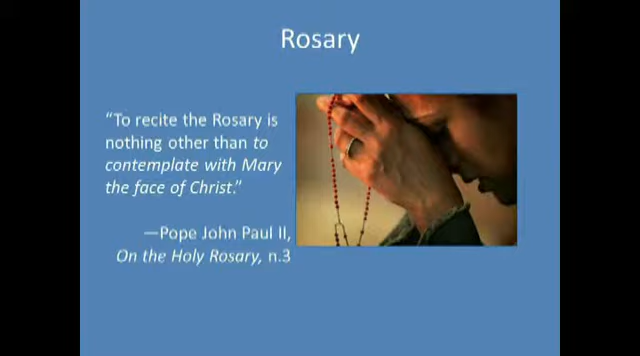 Rosary
“To recite the Rosary is
nothing other than to
contemplate with Mary
the face of Christ.”
—Pope John Paul II,
On the Holy Rosary, n.3